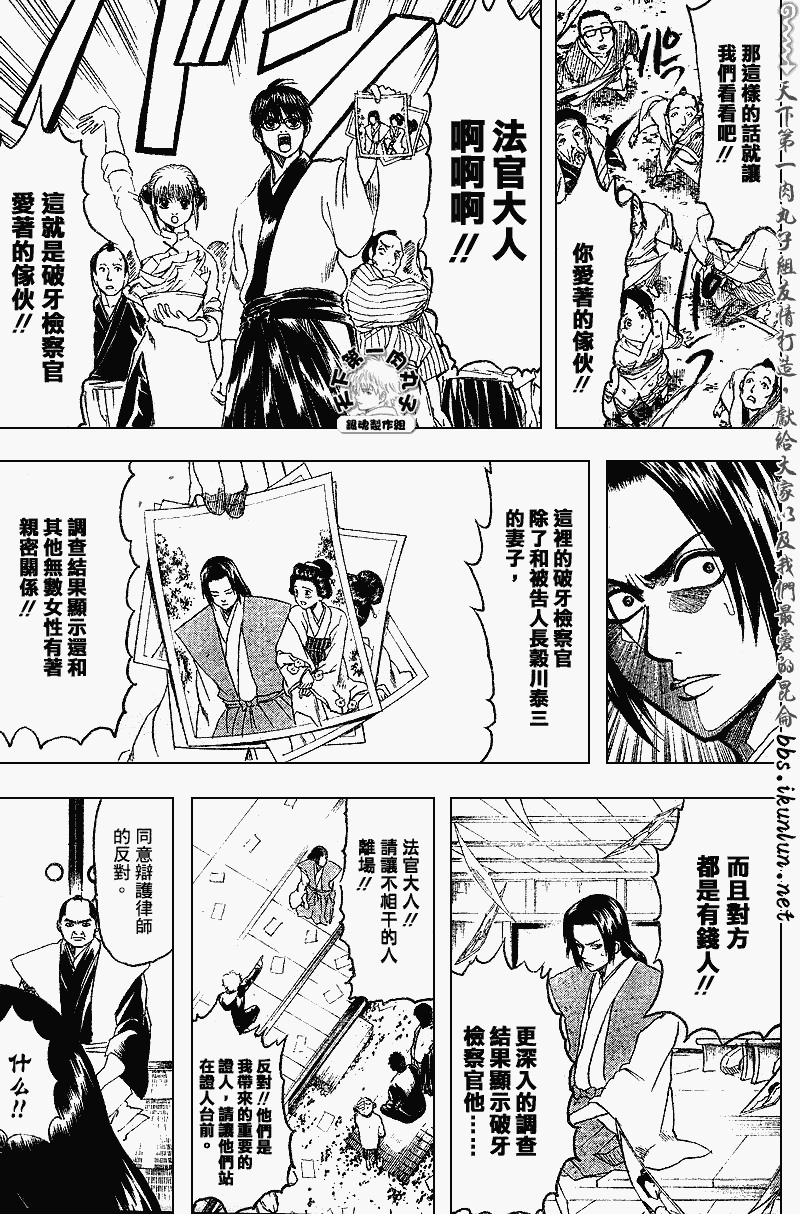 那這樣的話就讓
我們看看吧!!
你愛著的傢伙!!
法官大人
啊啊啊!!
這就是破牙檢察官
愛著的傢伙!!
天下第一肉丸子
銀魂製作組
這裡的破牙檢察官
除了和被告人長穀川泰三
的妻子，
調查結果顯示還和
其他無數女性有著
親密關係!!
而且對方
都是有錢人!!
更深入的調查
結果顯示破牙
檢察官他……
法官大人!!
請讓不相干的人
離場!!
反對!!他們是
我帶來的重要的
證人，請讓他們站
在證人台前。
同意辯護律師
的反對。
什么!!
天下第一肉丸子組友情打造，獻給大家以及我們最愛的昆侖-bbs.ikunlun.net